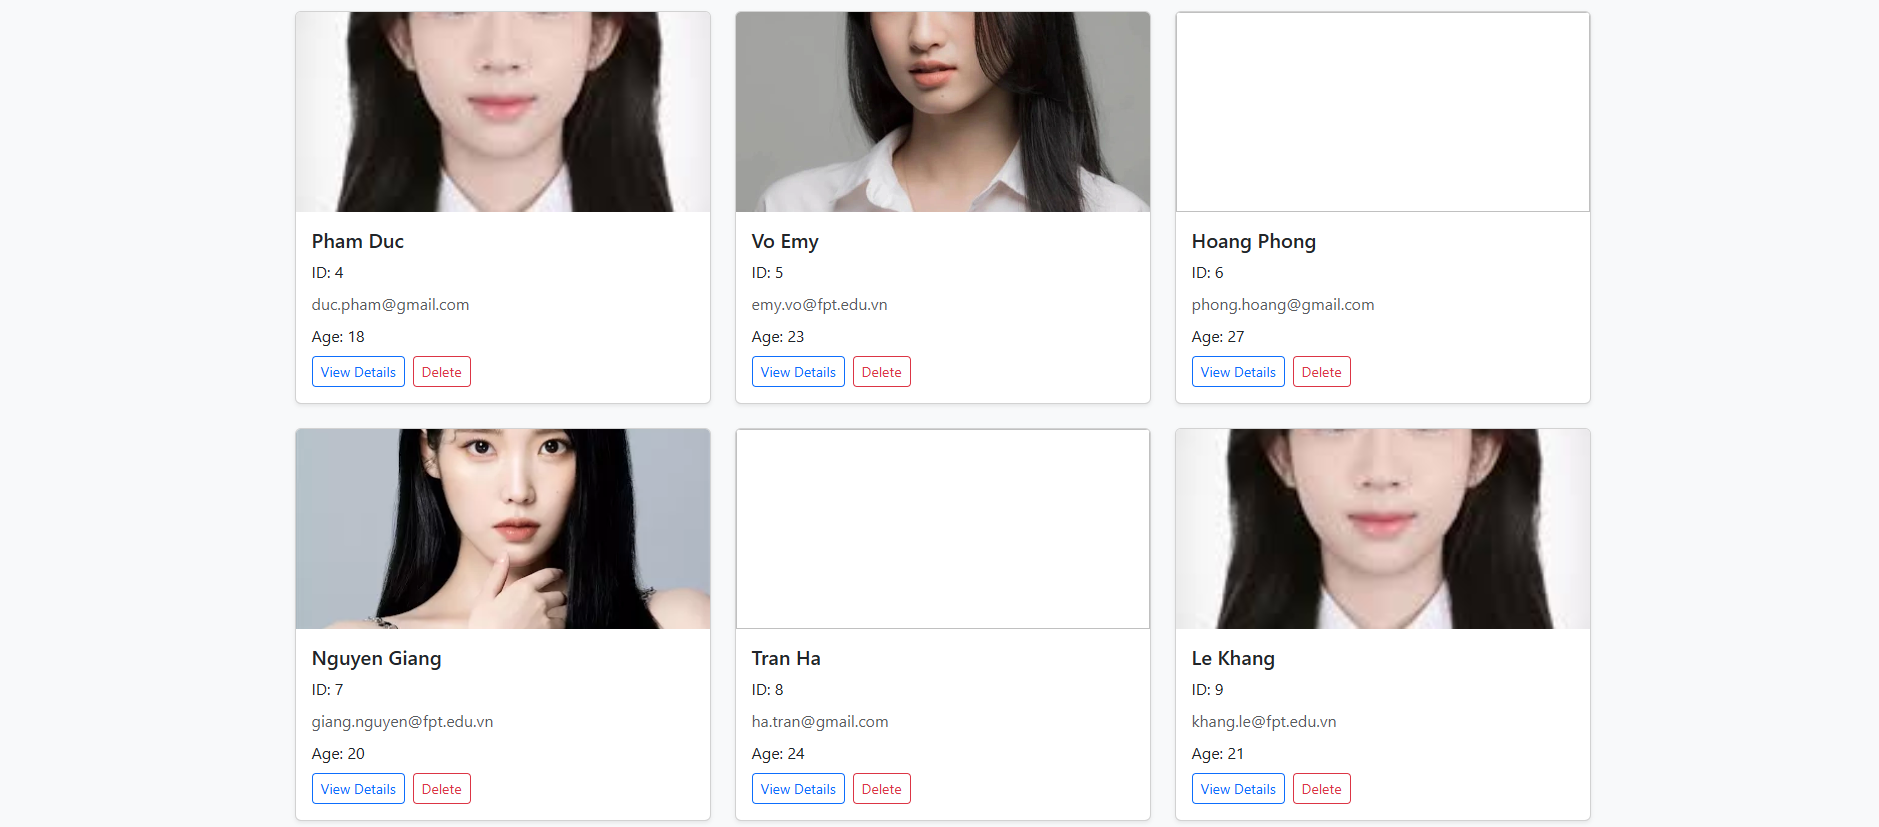 Pham Duc
ID: 4
duc.pham@gmail.com
Age: 18
View Details Delete
Vo Emy
ID: 5
emy.vo@fpt.edu.vn
Age: 23
View Details Delete
Hoang Phong
ID: 6
phong.hoang@gmail.com
Age: 27
View Details Delete
Nguyen Giang
ID: 7
giang.nguyen@fpt.edu.vn
Age: 20
View Details Delete
Tran Ha
ID: 8
ha.tran@gmail.com
Age: 24
View Details Delete
Le Khang
ID: 9
khang.le@fpt.edu.vn
Age: 21
View Details Delete